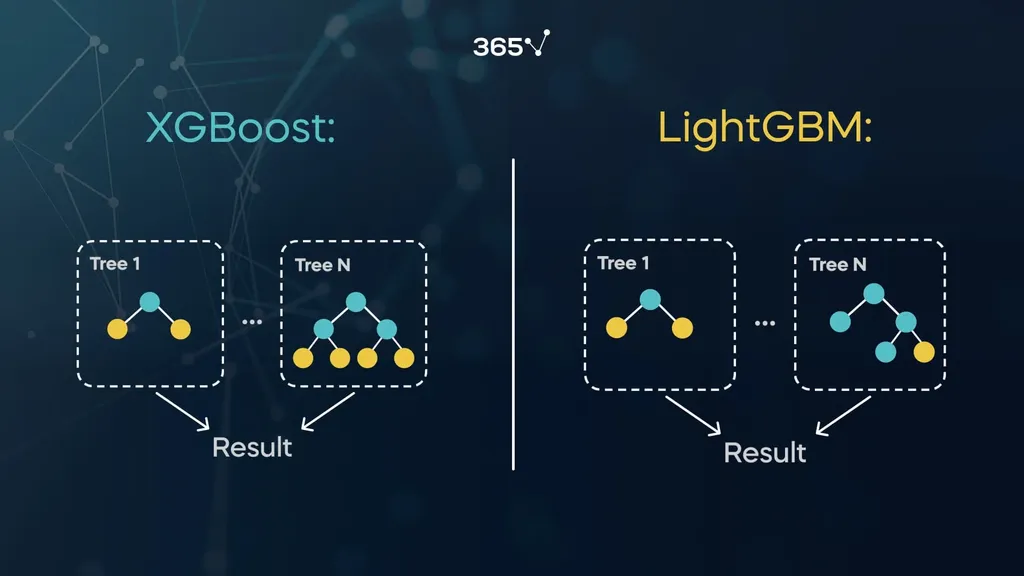 365
XGBoost:
Tree 1
...
Tree N
Result
LightGBM:
Tree 1
...
Tree N
Result